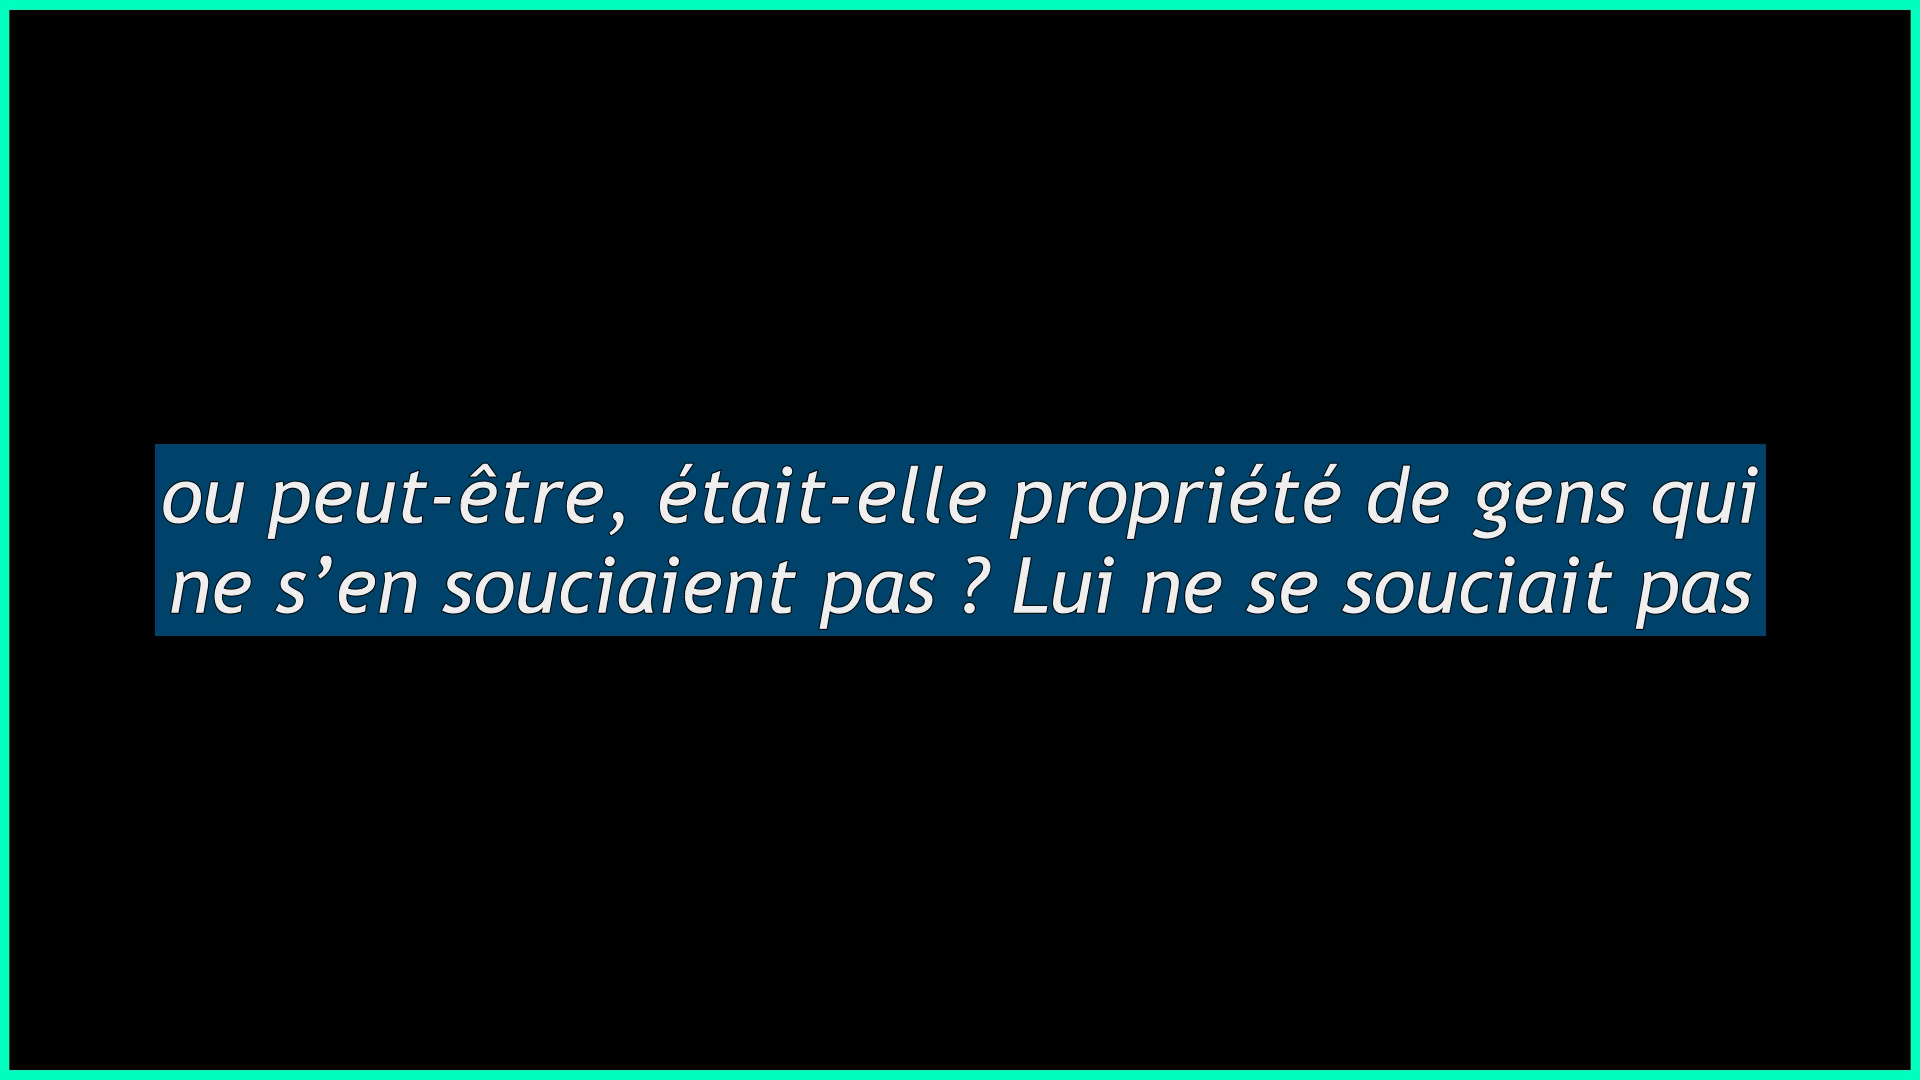 ou peut-être, était-elle propriété de gens qui
ne s’en souciaient pas ? Lui ne se souciait pas